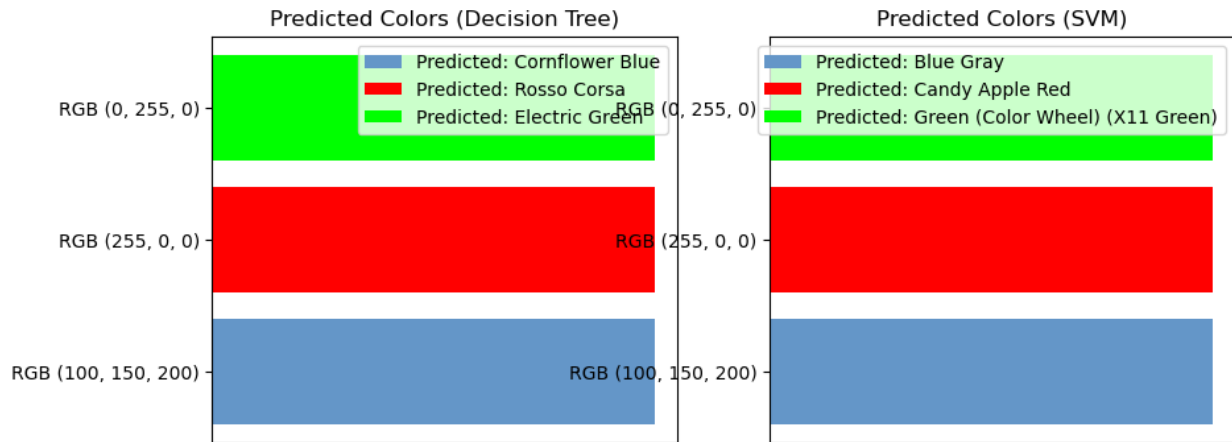 Predicted Colors (Decision Tree)
RGB (0, 255, 0)
RGB (255, 0, 0)
RGB (100, 150, 200)
Predicted: Cornflower Blue
Predicted: Rosso Corsa
Predicted: Electric Green
Predicted Colors (SVM)
RGB (0, 255, 0)
RGB (255, 0, 0)
RGB (100, 150, 200)
Predicted: Blue Gray
Predicted: Candy Apple Red
Predicted: Green (Color Wheel) (X11 Green)